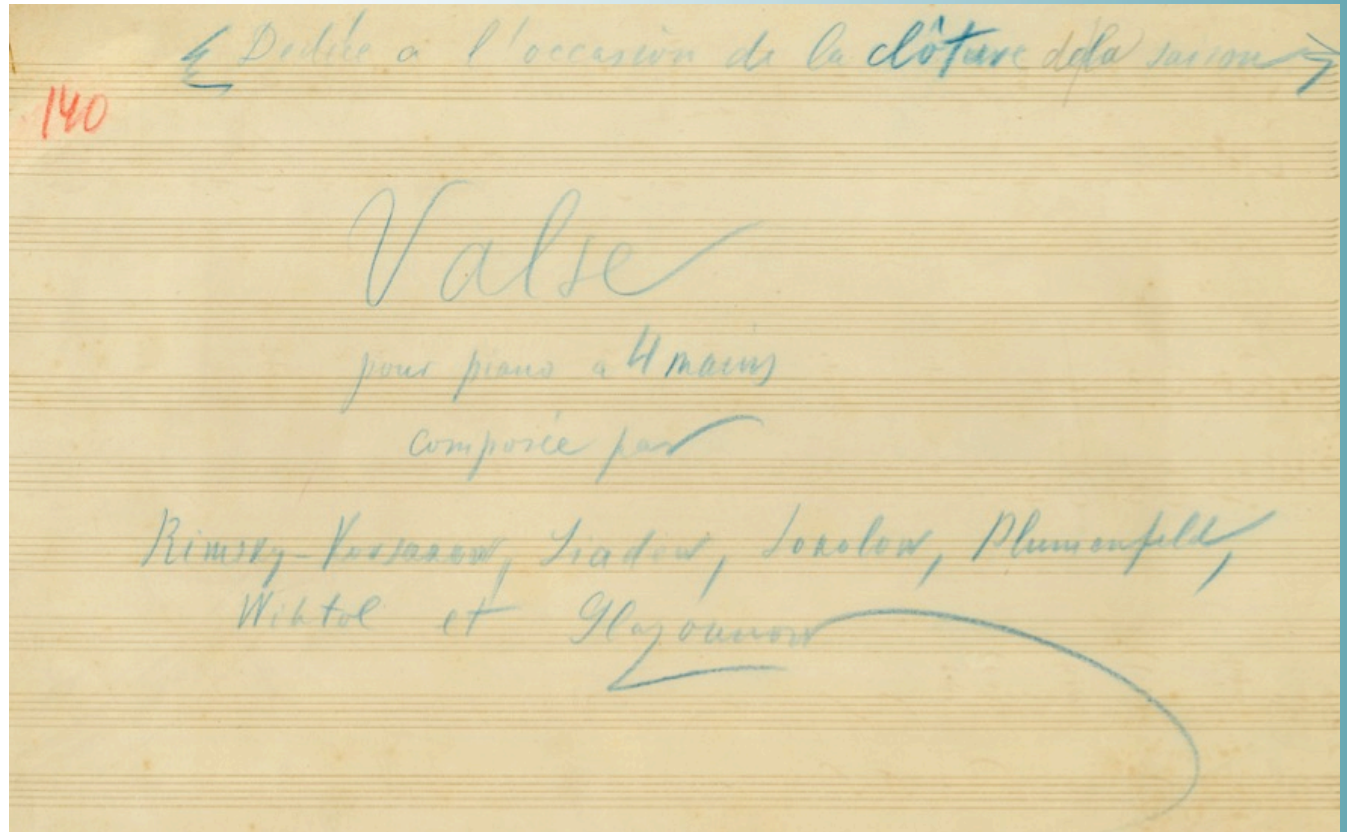 Dediée a l'occasion de la clôture de la saison
140
Valse
pour piano a 4 mains
composée par
Rimsky-Korsakow, Liadow, Sokolow, Blumenfeld,
Wihtol et Glazounow